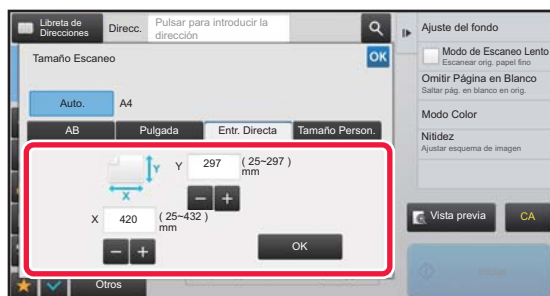 Libreta de
Direcciones
Direcc.
Pulsar para introducir la
dirección
Tamaño Escaneo
OK
Auto.
A4
AB
Pulgada
Entr. Directa
Tamaño Person.
Y
X
Y
297
(25~297)
mm
X
420
(25~432)
mm
OK
Otros
Ajuste del fondo
Modo de Escaneo Lento
Escanear orig. papel fino
Omitir Página en Blanco
Saltar pág. en blanco en orig.
Modo Color
Nitidez
Ajustar esquema de imagen
Vista previa
CA